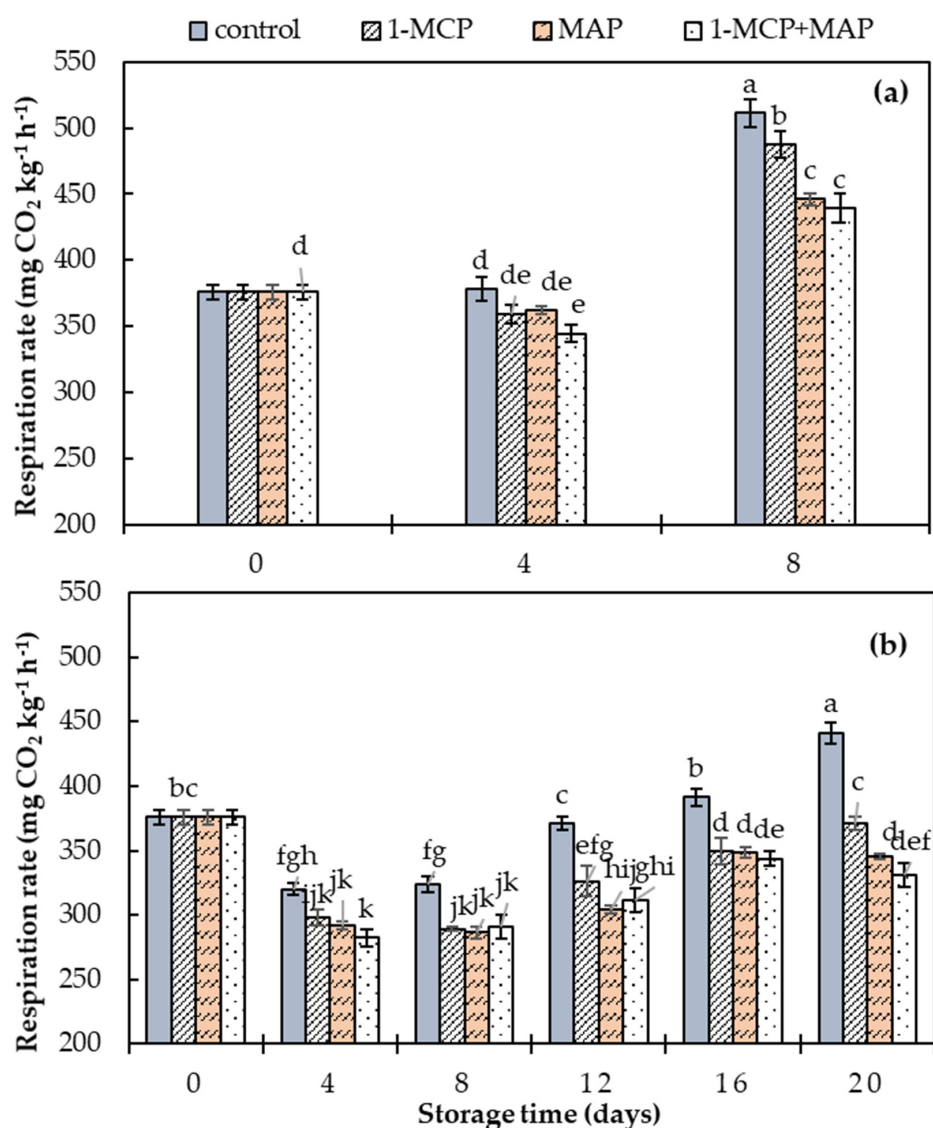 control 1-MCP MAP 1-MCP+MAP
(a)
Respiration rate (mg CO₂ kg⁻¹ h⁻¹)
550
500
450
400
350
300
250
200
d
d de de e
a b c c
0 4 8
(b)
Respiration rate (mg CO₂ kg⁻¹ h⁻¹)
550
500
450
400
350
300
250
200
bc
fgh ijk jk k
fg jk jk jk
c efg hij ghi
b d d de
a c d def
0 4 8 12 16 20
Storage time (days)